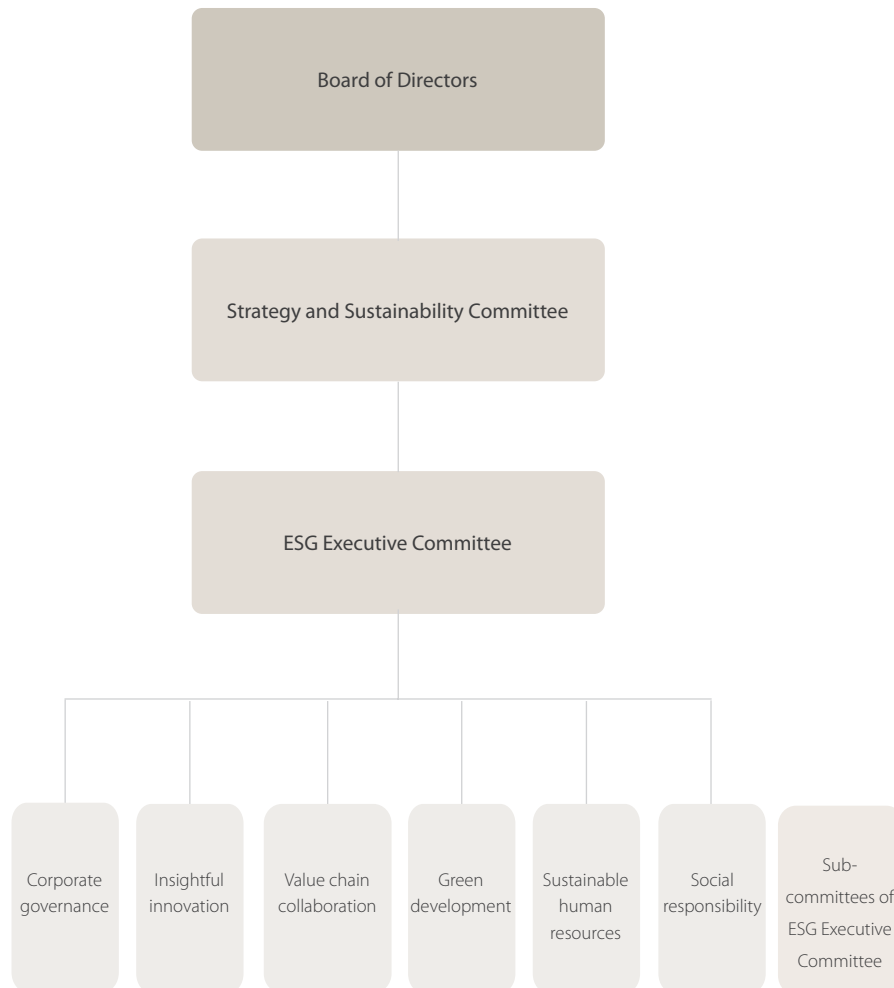 Board of Directors
Strategy and Sustainability Committee
ESG Executive Committee
Corporate
governance
Insightful
innovation
Value chain
collaboration
Green
development
Sustainable
human
resources
Social
responsibility
Sub-
committees of
ESG Executive
Committee